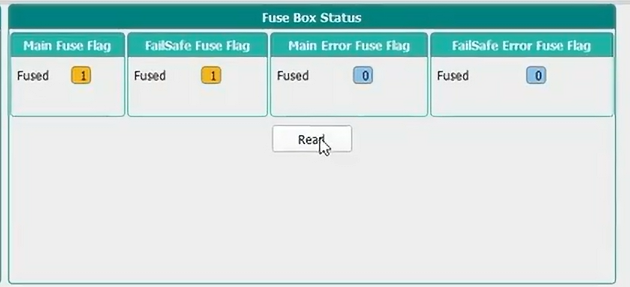 Fuse Box Status
Main Fuse Flag
FailSafe Fuse Flag
Main Error Fuse Flag
FailSafe Error Fuse Flag
Fused 1
Fused 1
Fused 0
Fused 0
Read